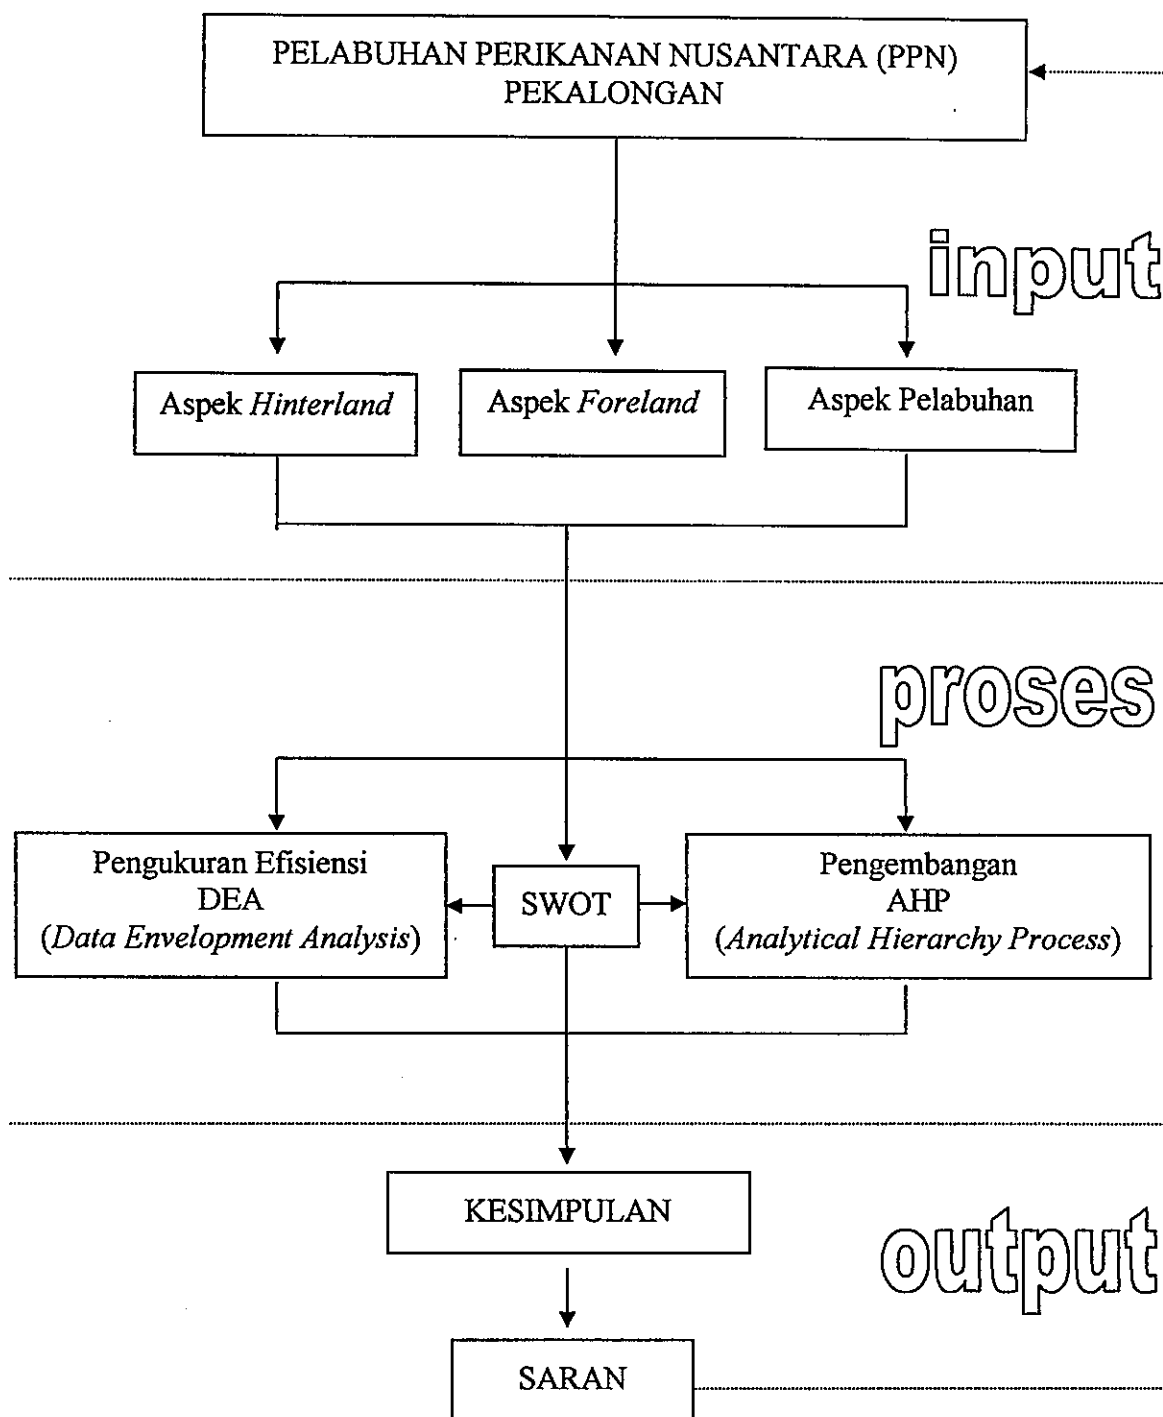 PELABUHAN PERIKANAN NUSANTARA (PPN)
PEKALONGAN
input
Aspek Hinterland
Aspek Foreland
Aspek Pelabuhan
proses
Pengukuran Efisiensi
DEA
(Data Envelopment Analysis)
SWOT
Pengembangan
AHP
(Analytical Hierarchy Process)
KESIMPULAN
output
SARAN